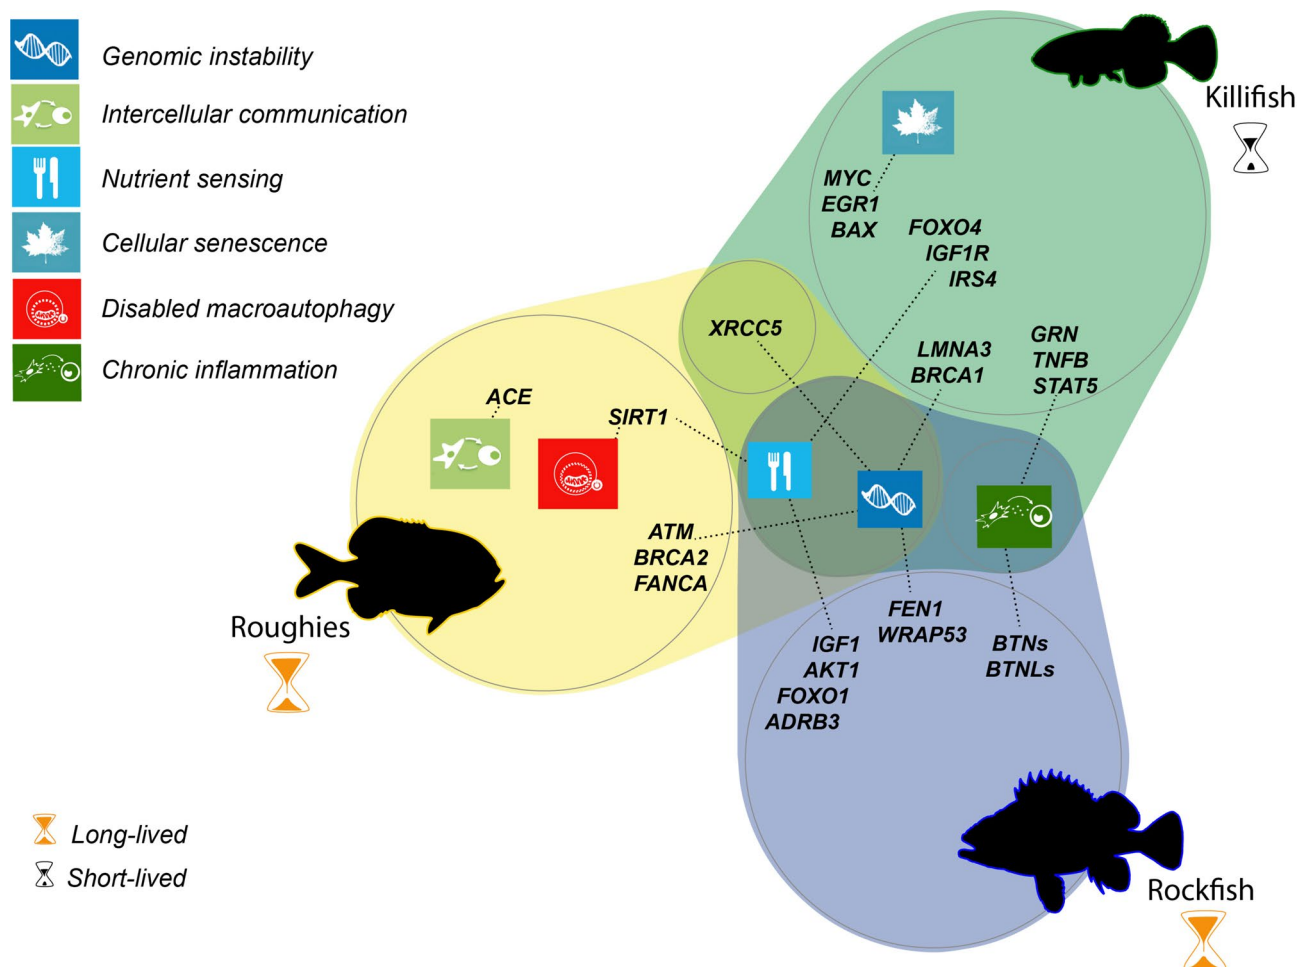 Genomic instability
Intercellular communication
Nutrient sensing
Cellular senescence
Disabled macroautophagy
Chronic inflammation
Killifish
MYC
EGR1
BAX
FOXO4
IGF1R
IRS4
XRCC5
LMNA3
BRCA1
GRN
TNFB
STAT5
ACE
SIRT1
ATM
BRCA2
FANCA
Roughies
FEN1
WRAP53
IGF1
AKT1
FOXO1
ADRB3
BTNs
BTNLs
Long-lived
Short-lived
Rockfish